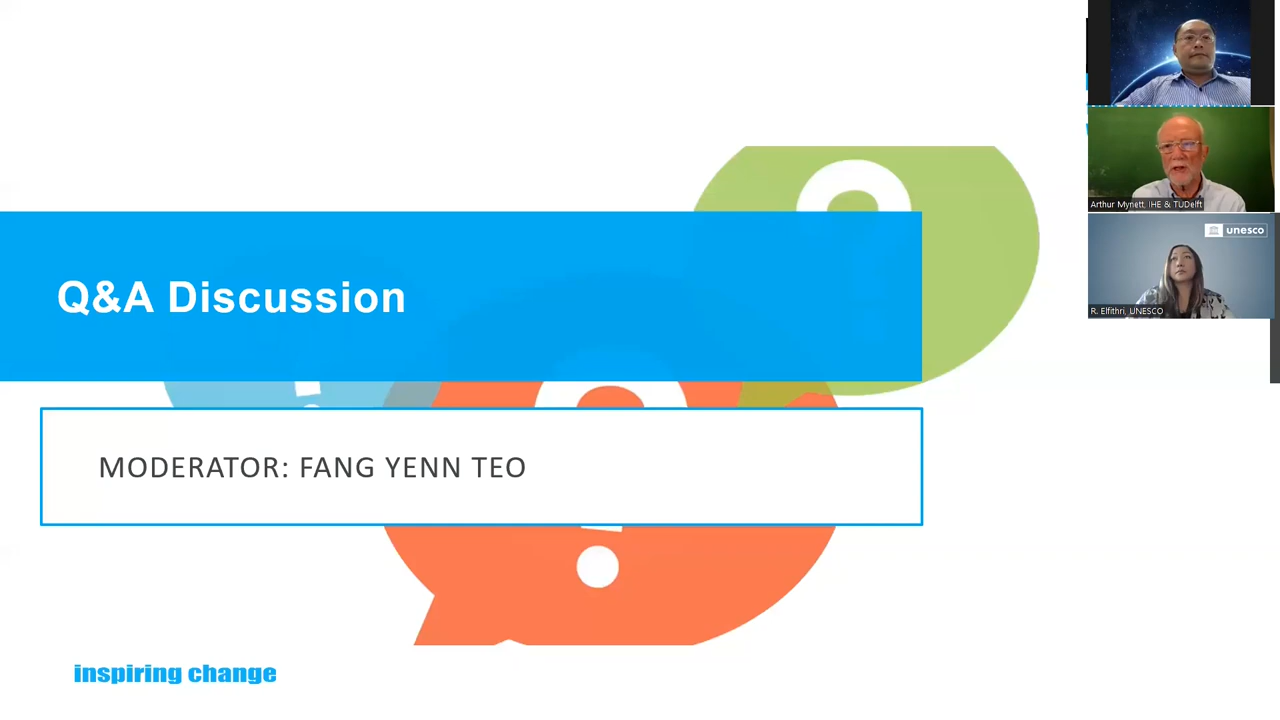 Q&A Discussion
MODERATOR: FANG YENN TEO
inspiring change
Arthur Mynett, IHE & TUDelft
unesco
R. Elfithri, UNESCO